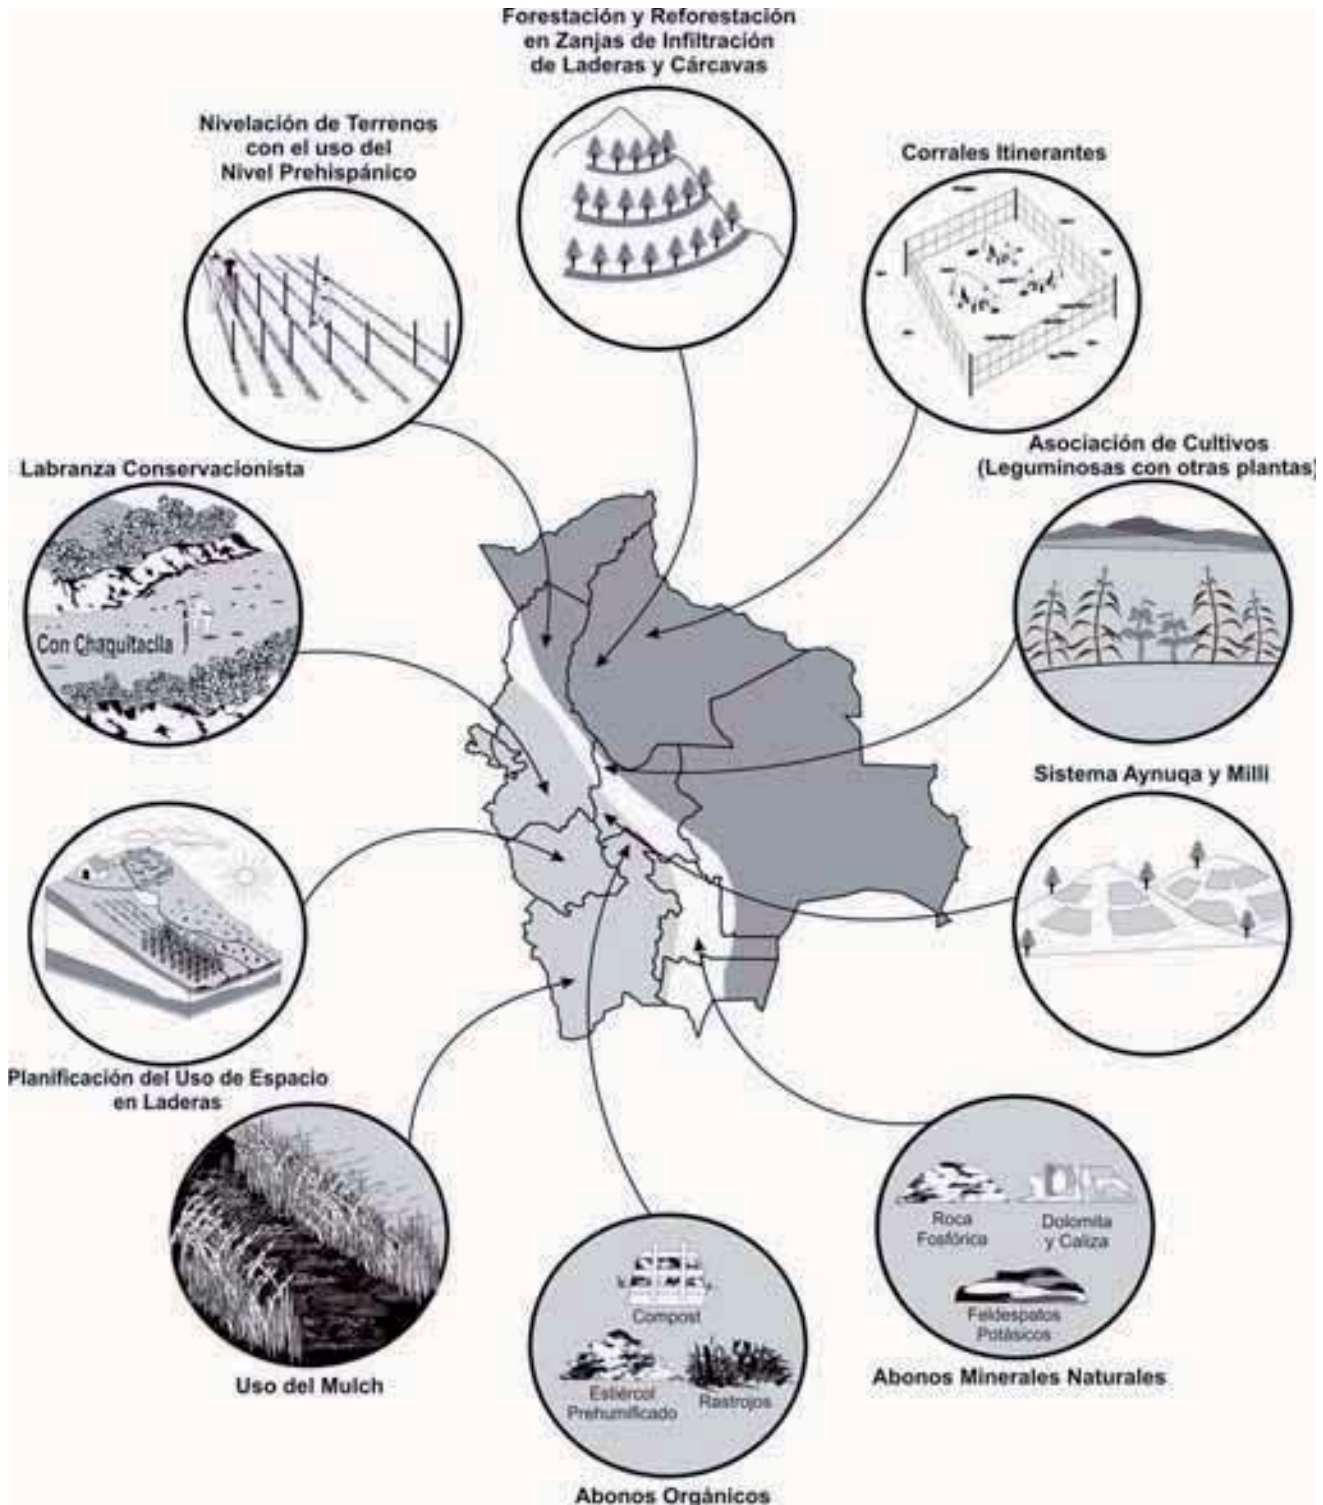 Forestación y Reforestación
en Zanjas de Infiltración
de Laderas y Cárcavas
Nivelación de Terrenos
con el uso del
Nivel Prehispánico
Corrales Itinerantes
Labranza Conservacionista
Con Chaquitaclla
Asociación de Cultivos
(Leguminosas con otras plantas)
Sistema Aynuqa y Milli
Planificación del Uso de Espacio
en Laderas
Uso del Mulch
Compost
Estiércol
Prehumificado
Rastrojos
Abonos Orgánicos
Roca
Fosfórica
Dolomita
y Caliza
Feldespatos
Potásicos
Abonos Minerales Naturales